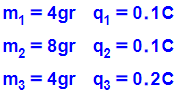 m₁ = 4gr q₁ = 0.1C
m₂ = 8gr q₂ = 0.1C
m₃ = 4gr q₃ = 0.2C